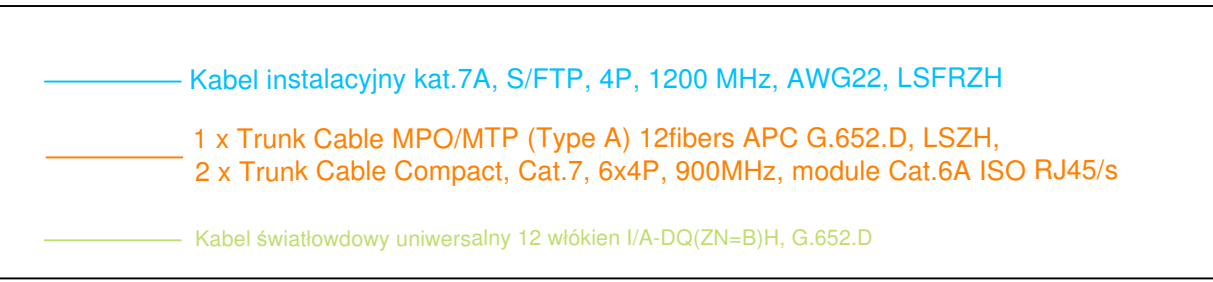 Kabel instalacyjny kat.7A, S/FTP, 4P, 1200 MHz, AWG22, LSFRZH
1 x Trunk Cable MPO/MTP (Type A) 12fibers APC G.652.D, LSZH,
2 x Trunk Cable Compact, Cat.7, 6x4P, 900MHz, module Cat.6A ISO RJ45/s
Kabel światłowdowy uniwersalny 12 włókien I/A-DQ(ZN=B)H, G.652.D